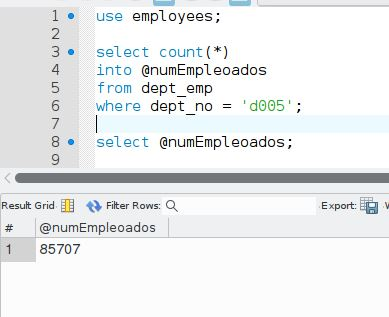 1 use employees;
2
3 select count(*)
4 into @numEmpleoados
5 from dept_emp
6 where dept_no = 'd005';
7
8 select @numEmpleoados;
9
Result Grid Filter Rows: Export:
# @numEmpleoados
1 85707